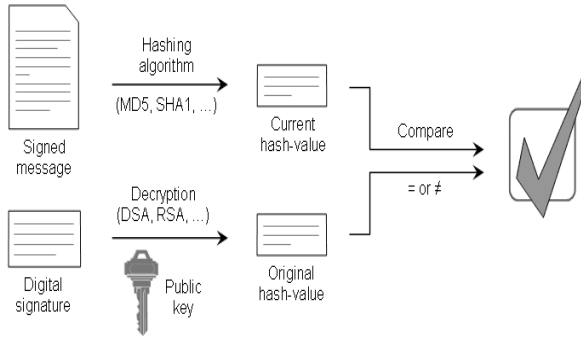 Hashing
algorithm
(MD5, SHA1, ...)
Signed
message
Current
hash-value
Compare
= or ≠
Decryption
(DSA, RSA, ...)
Digital
signature
Public
key
Original
hash-value